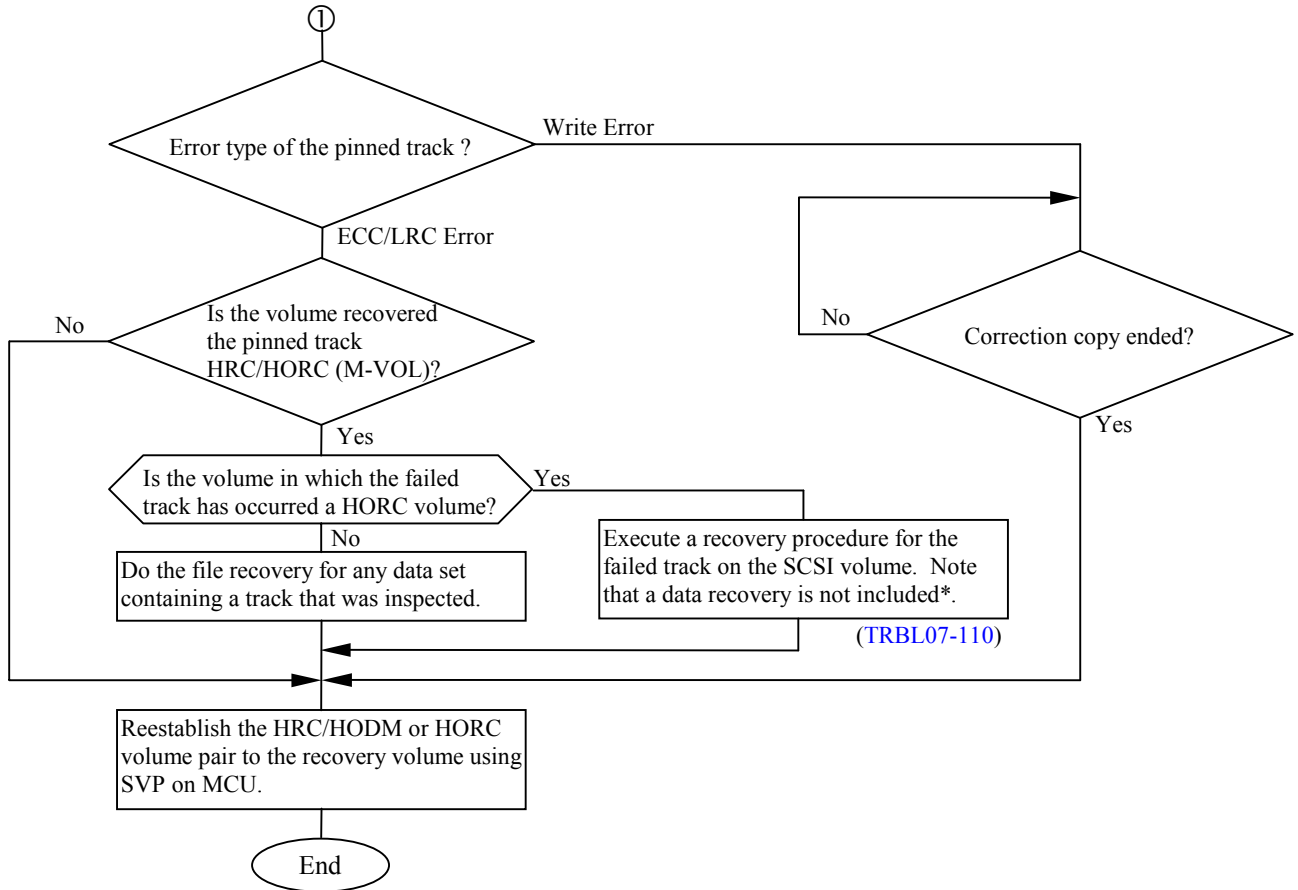 ①
Error type of the pinned track ?
Write Error
ECC/LRC Error
Is the volume recovered
the pinned track
HRC/HORC (M-VOL)?
No
Yes
No
Correction copy ended?
Yes
Is the volume in which the failed
track has occurred a HORC volume?
Yes
No
Execute a recovery procedure for the
failed track on the SCSI volume.  Note
that a data recovery is not included*.
(TRBL07-110)
Do the file recovery for any data set
containing a track that was inspected.
Reestablish the HRC/HODM or HORC
volume pair to the recovery volume using
SVP on MCU.
End